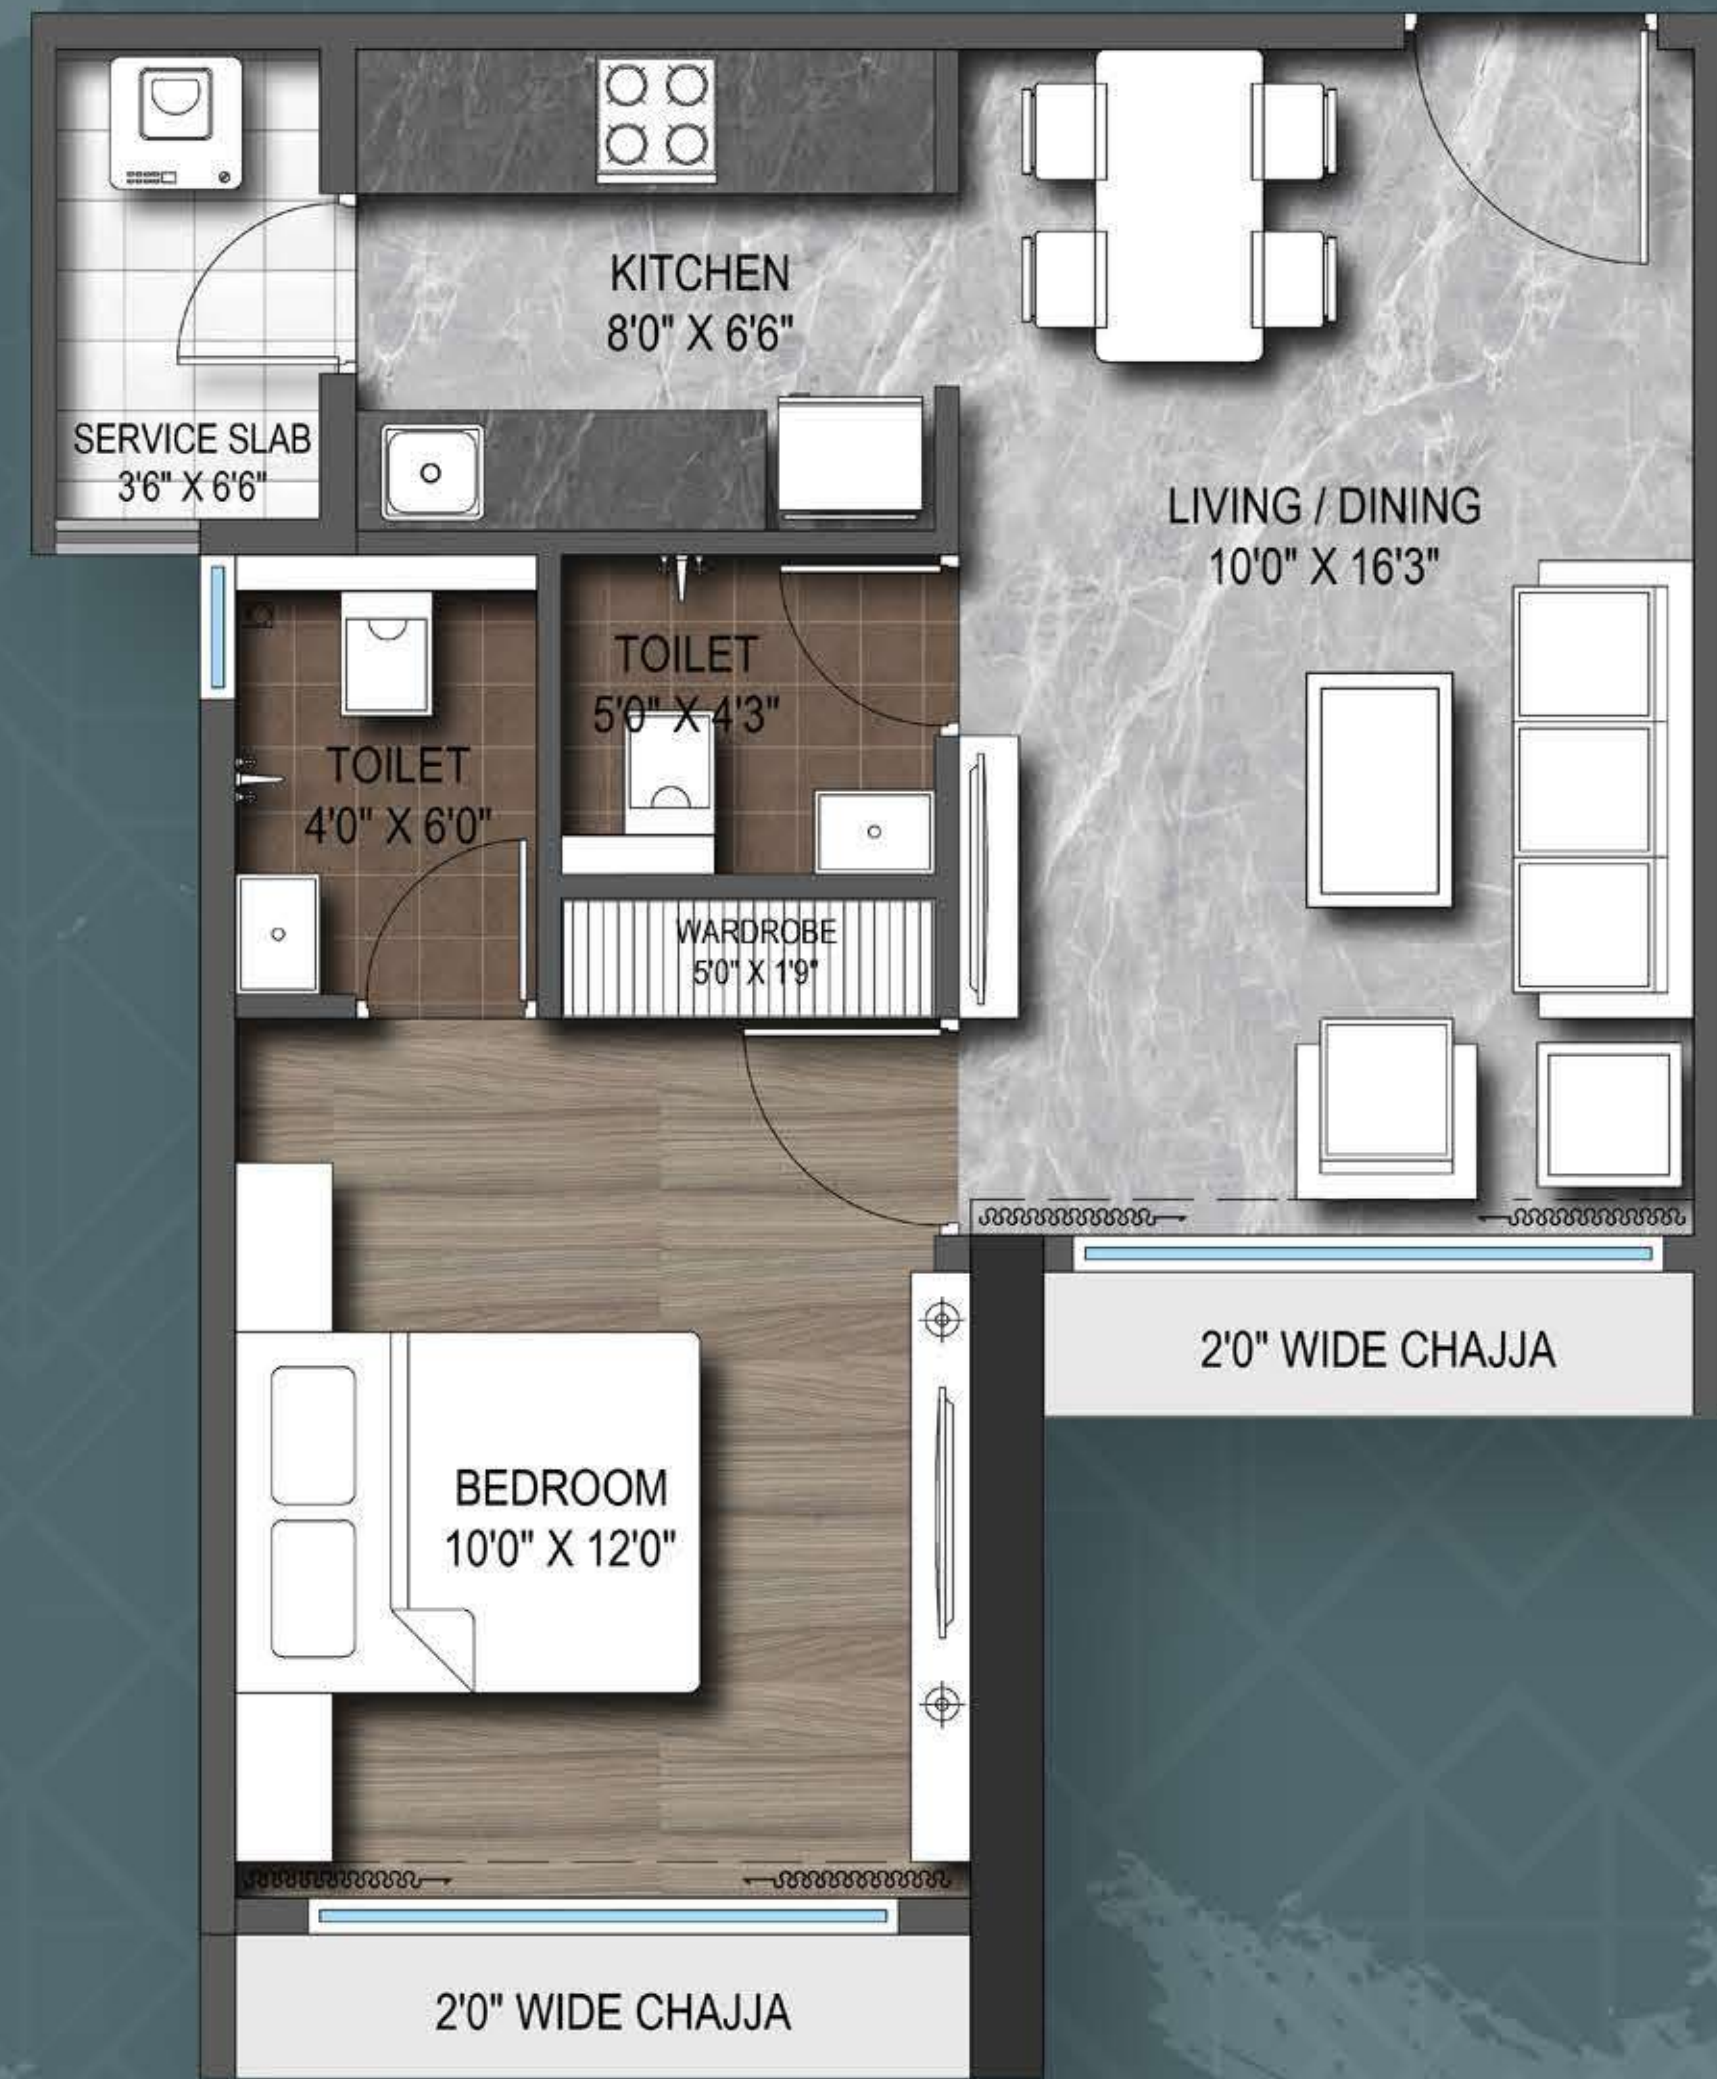 KITCHEN
8'0" X 6'6"
SERVICE SLAB
3'6" X 6'6"
LIVING / DINING
10'0" X 16'3"
TOILET
5'0" X 4'3"
TOILET
4'0" X 6'0"
WARDROBE
5'0" X 1'9"
2'0" WIDE CHAJJA
BEDROOM
10'0" X 12'0"
2'0" WIDE CHAJJA